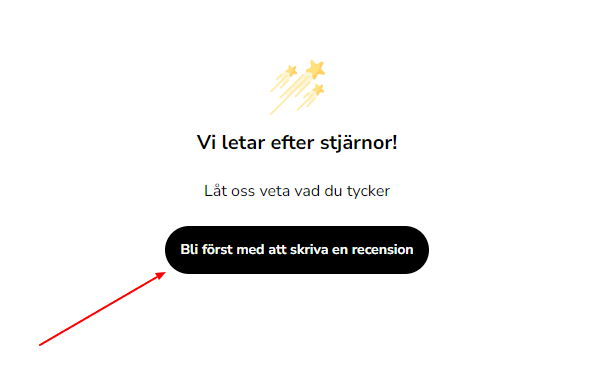 Vi letar efter stjärnor!
Låt oss veta vad du tycker
Bli först med att skriva en recension